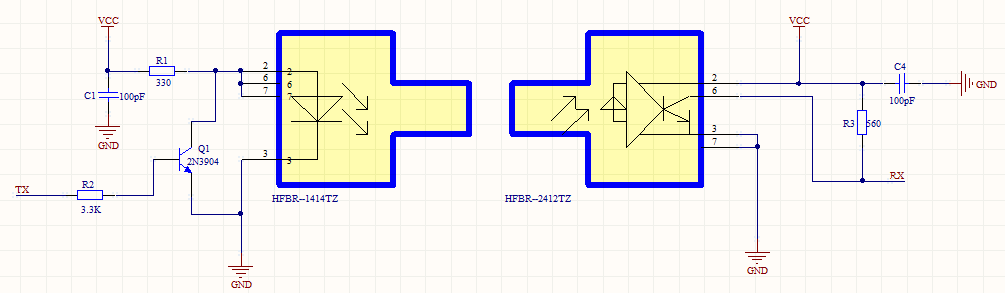 VCC
R1
330
C1
100pF
GND
2
6
7
2
7
3
3
Q1
2N3904
TX
R2
3.3K
GND
HFBR--1414TZ
HFBR--2412TZ
VCC
2
6
3
7
C4
100pF
GND
R3
560
RX
GND